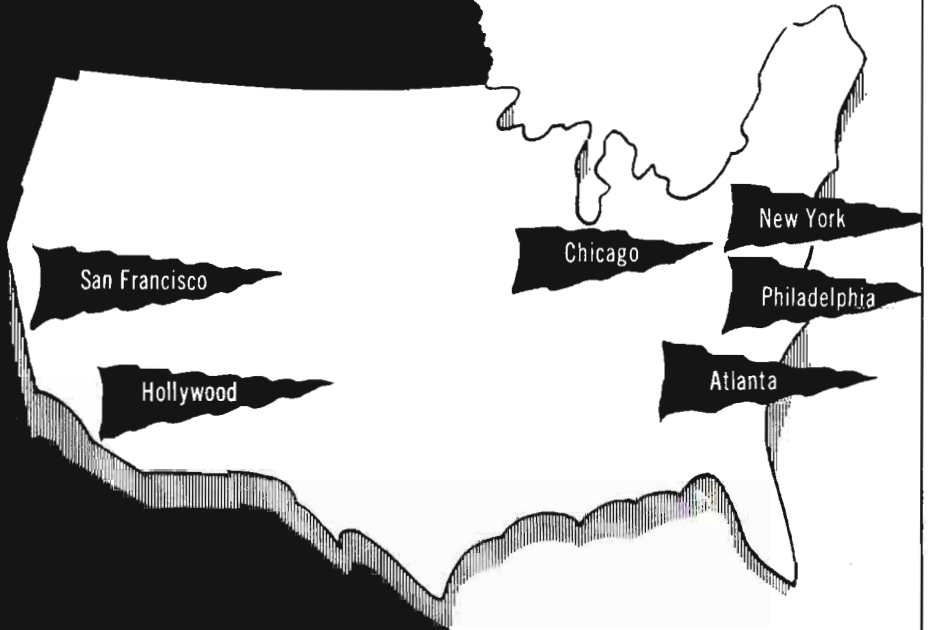 New York
Chicago
San Francisco
Philadelphia
Hollywood
Atlanta